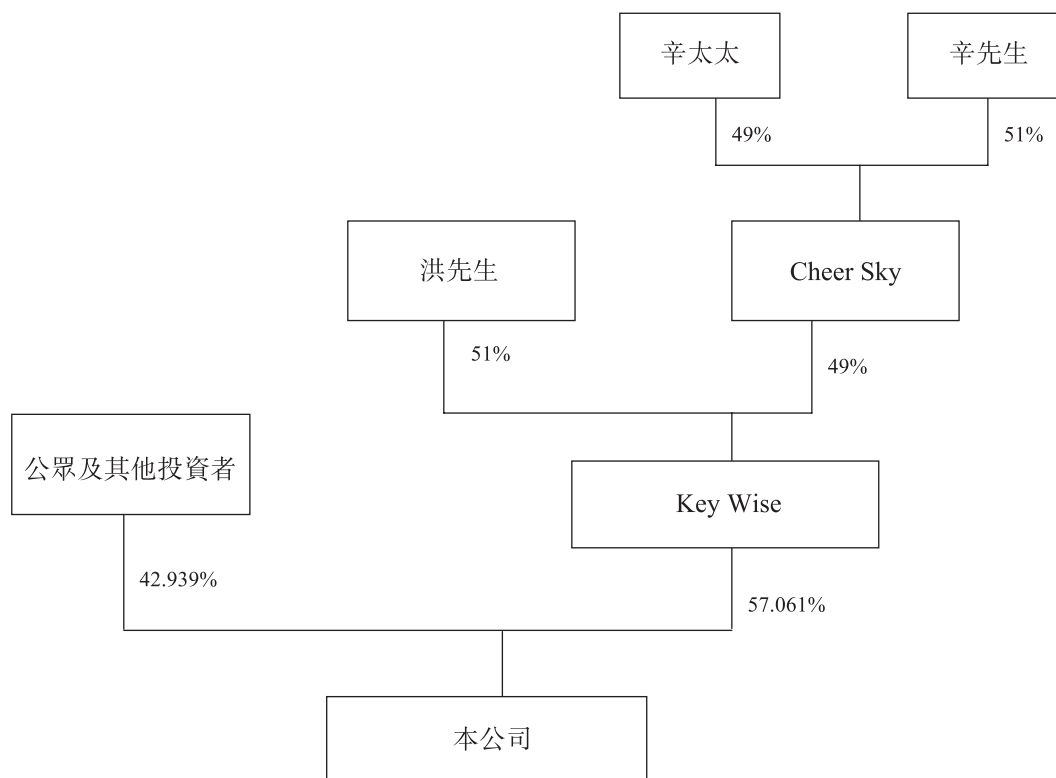 辛太太
辛先生
49%
51%
洪先生
Cheer Sky
51%
49%
公眾及其他投資者
Key Wise
42.939%
57.061%
本公司